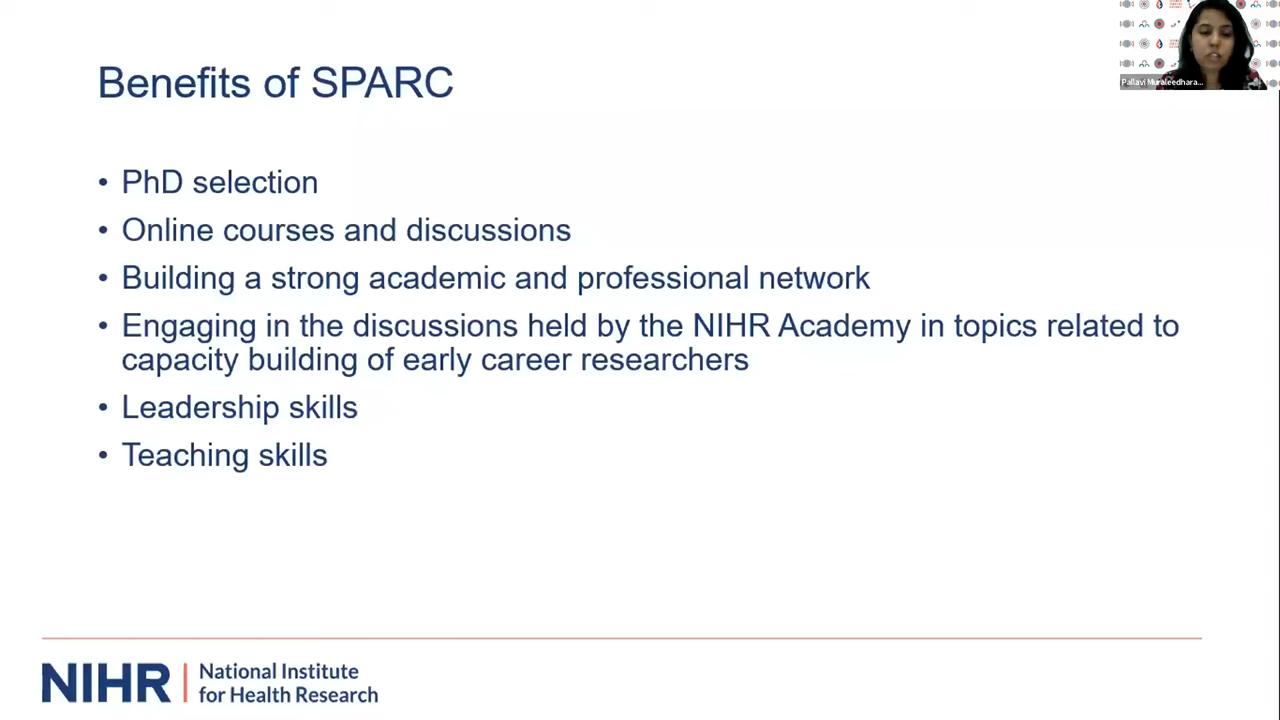 Pallavi Muraleedhara...
Benefits of SPARC
• PhD selection
• Online courses and discussions
• Building a strong academic and professional network
• Engaging in the discussions held by the NIHR Academy in topics related to
capacity building of early career researchers
• Leadership skills
• Teaching skills
NIHR | National Institute
for Health Research